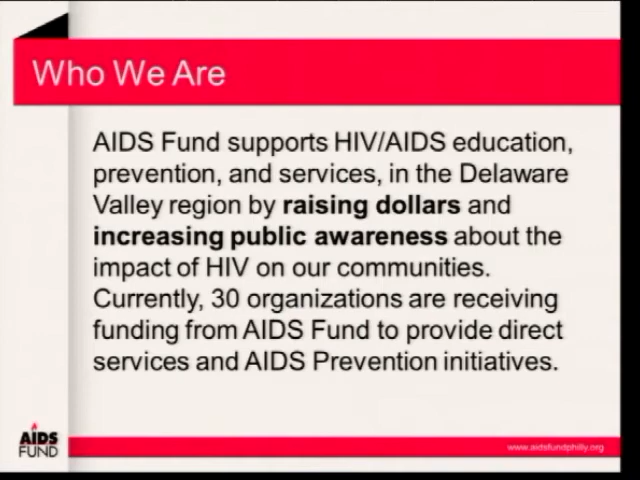 Who We Are
AIDS Fund supports HIV/AIDS education,
prevention, and services, in the Delaware
Valley region by raising dollars and
increasing public awareness about the
impact of HIV on our communities.
Currently, 30 organizations are receiving
funding from AIDS Fund to provide direct
services and AIDS Prevention initiatives.
AIDS
FUND
www.aidsfundphilly.org